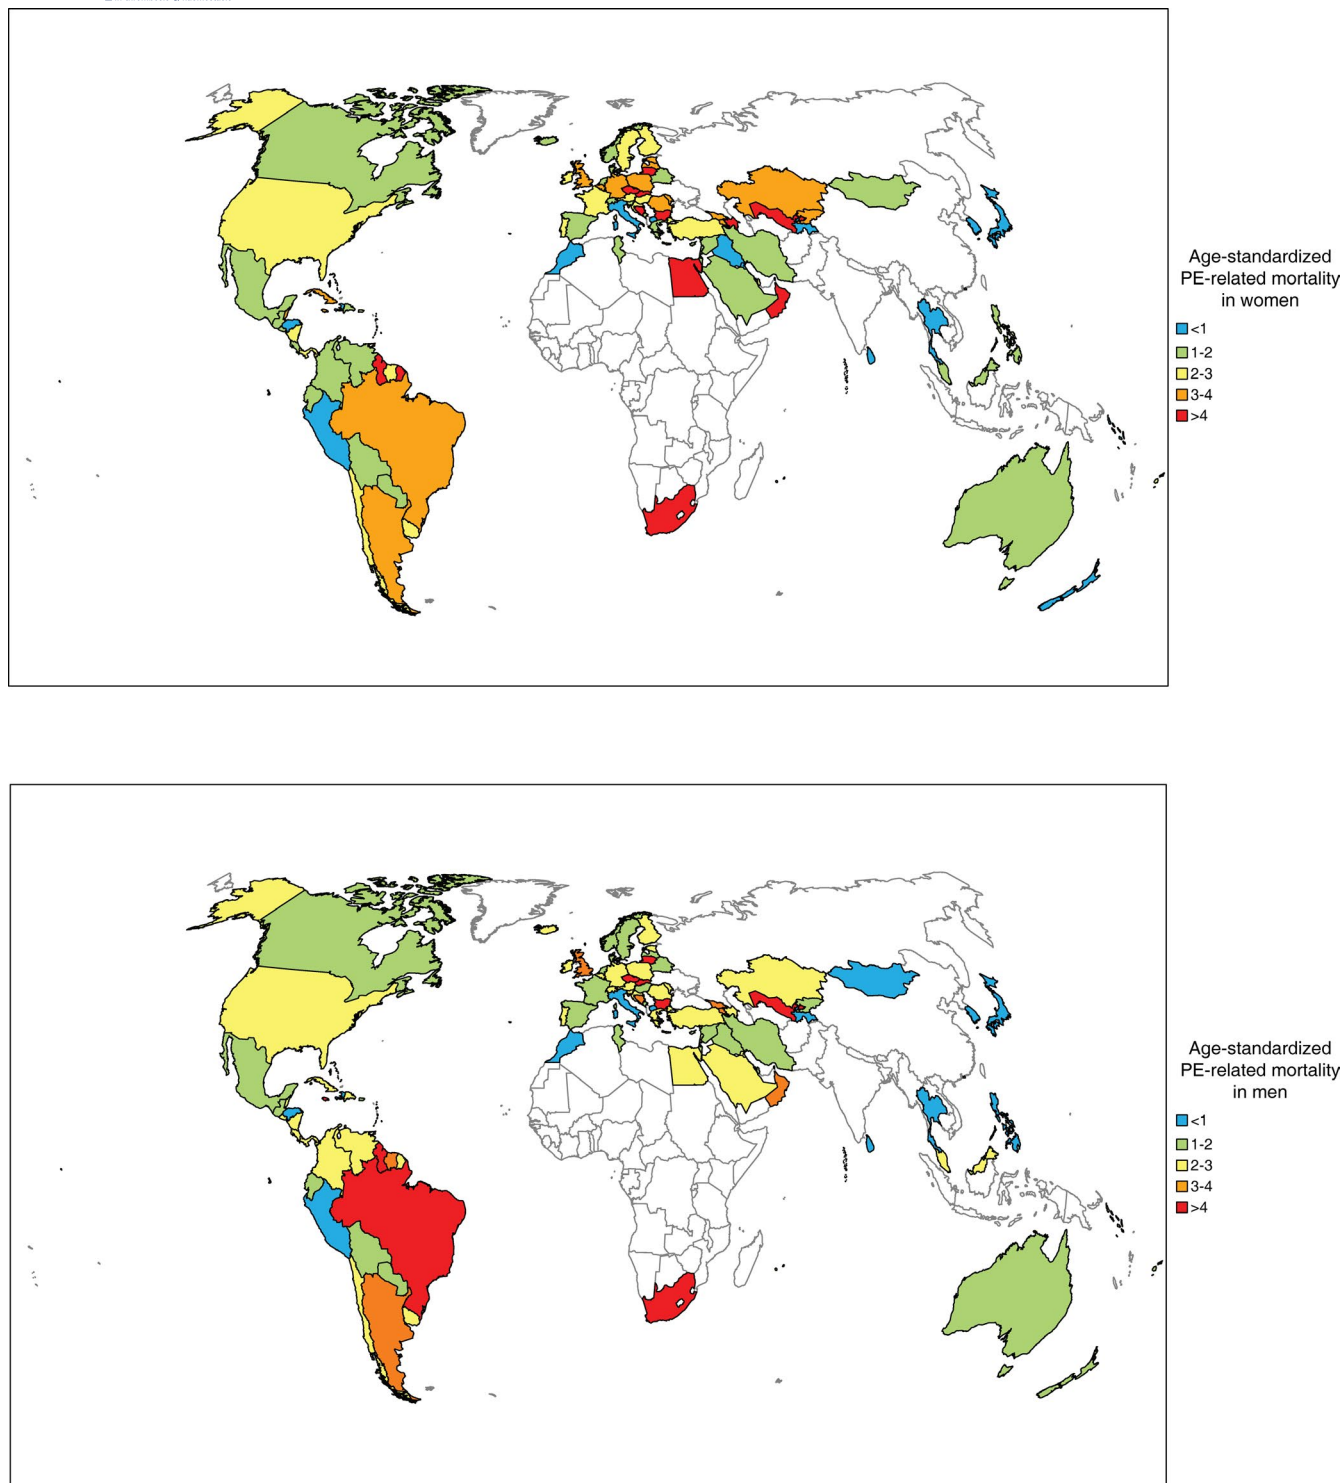 Age-standardized
PE-related mortality
in women
<1
1-2
2-3
3-4
>4
Age-standardized
PE-related mortality
in men
<1
1-2
2-3
3-4
>4